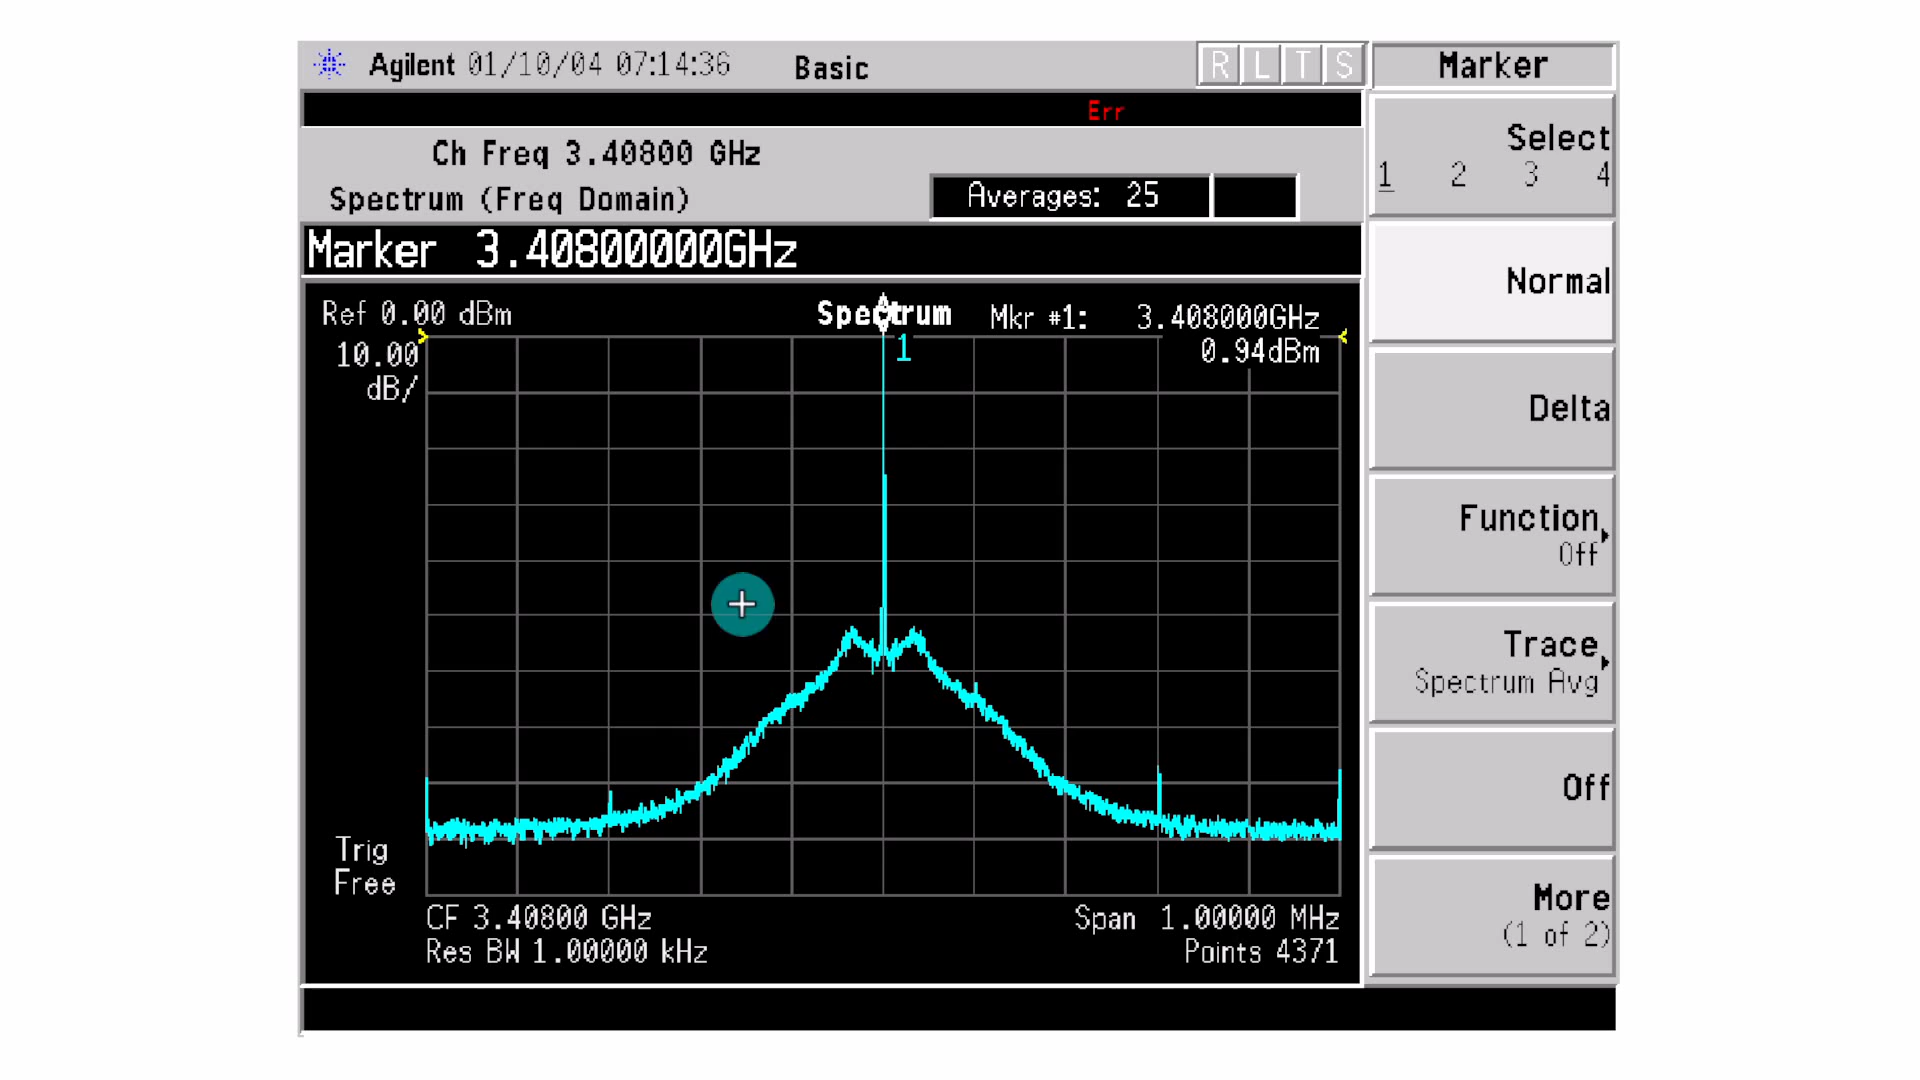 Agilent 01/10/04 07:14:36 Basic R L T S
Marker
Err
Ch Freq 3.40800 GHz
Spectrum (Freq Domain)
Averages: 25
Marker 3.40800000GHz
Ref 0.00 dBm
Spectrum
Mkr #1: 3.408000GHz
0.94dBm
10.00
dB/
1
Trig
Free
CF 3.40800 GHz
Span 1.00000 MHz
Res BW 1.00000 kHz
Points 4371
Select
1 2 3 4
Normal
Delta
Function
Off
Trace
Spectrum Avg
Off
More
(1 of 2)